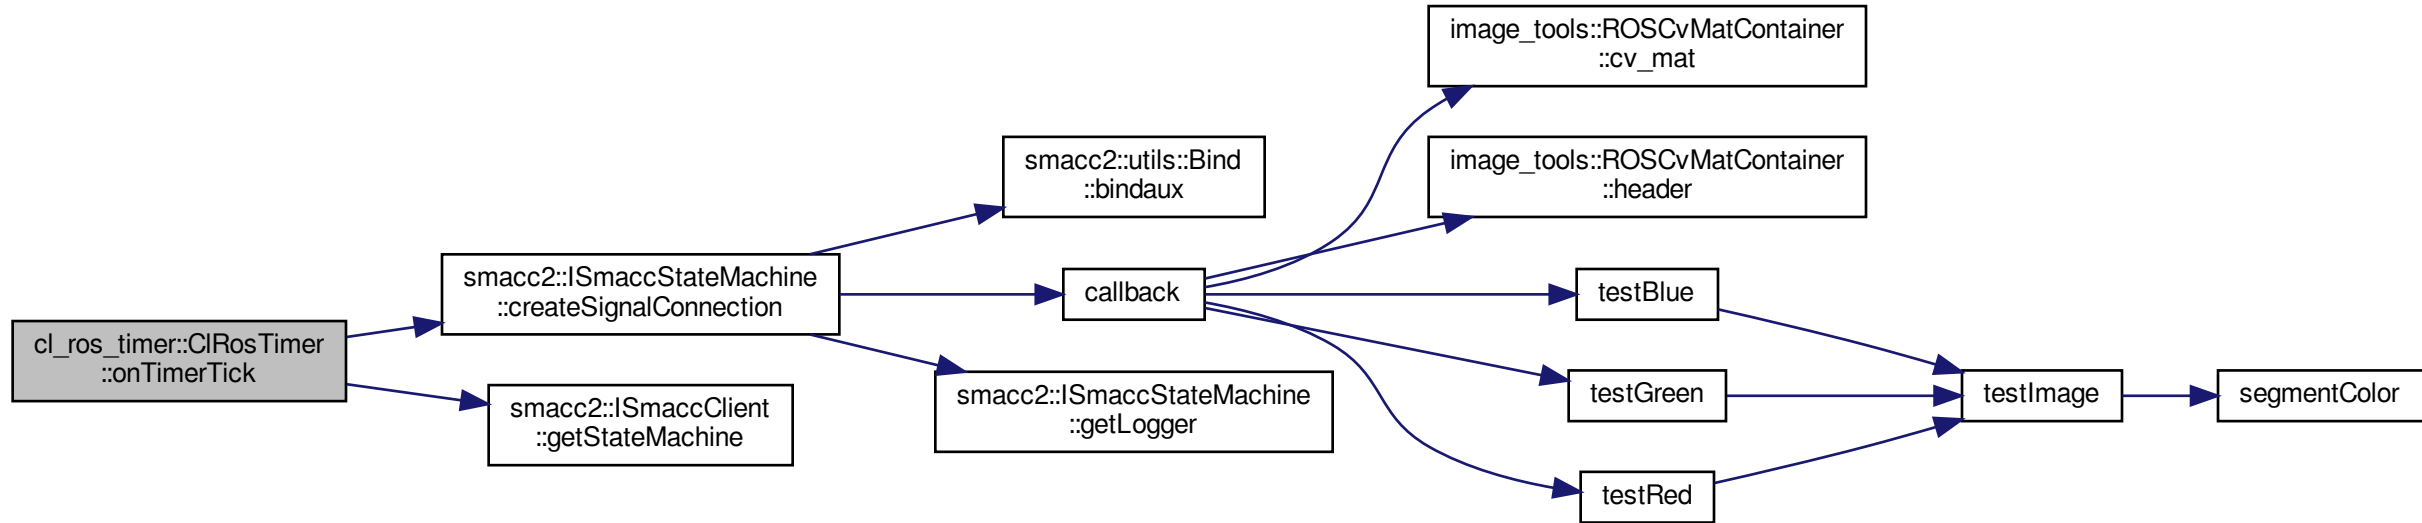 cl_ros_timer::ClRosTimer
::onTimerTick
smacc2::ISmaccStateMachine
::createSignalConnection
smacc2::ISmaccClient
::getStateMachine
smacc2::utils::Bind
::bindaux
callback
smacc2::ISmaccStateMachine
::getLogger
image_tools::ROSCvMatContainer
::cv_mat
image_tools::ROSCvMatContainer
::header
testBlue
testGreen
testRed
testImage
segmentColor